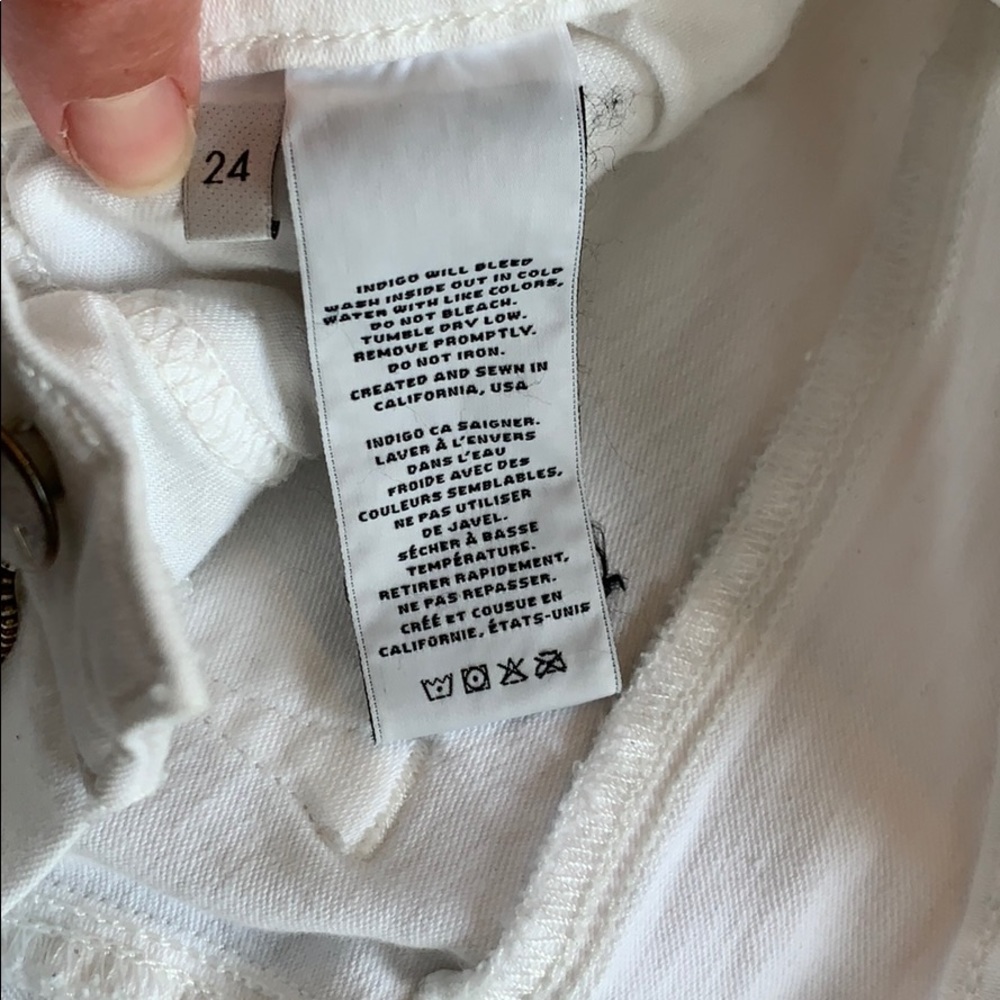 24
INDIGO WILL BLEED
WASH INSIDE OUT IN COLD
WATER WITH LIKE COLORS,
DO NOT BLEACH.
TUMBLE DRY LOW.
REMOVE PROMPTLY.
DO NOT IRON.
CREATED AND SEWN IN
CALIFORNIA, USA
INDIGO CA SAIGNER.
LAVER À L'ENVERS
DANS L'EAU
FROIDE AVEC DES
COULEURS SEMBLABLES,
NE PAS UTILISER
DE JAVEL.
SÉCHER À BASSE
TEMPÉRATURE.
RETIRER RAPIDEMENT,
NE PAS REPASSER.
CRÉÉ ET COUSUE EN
CALIFORNIE, ÉTATS-UNIS